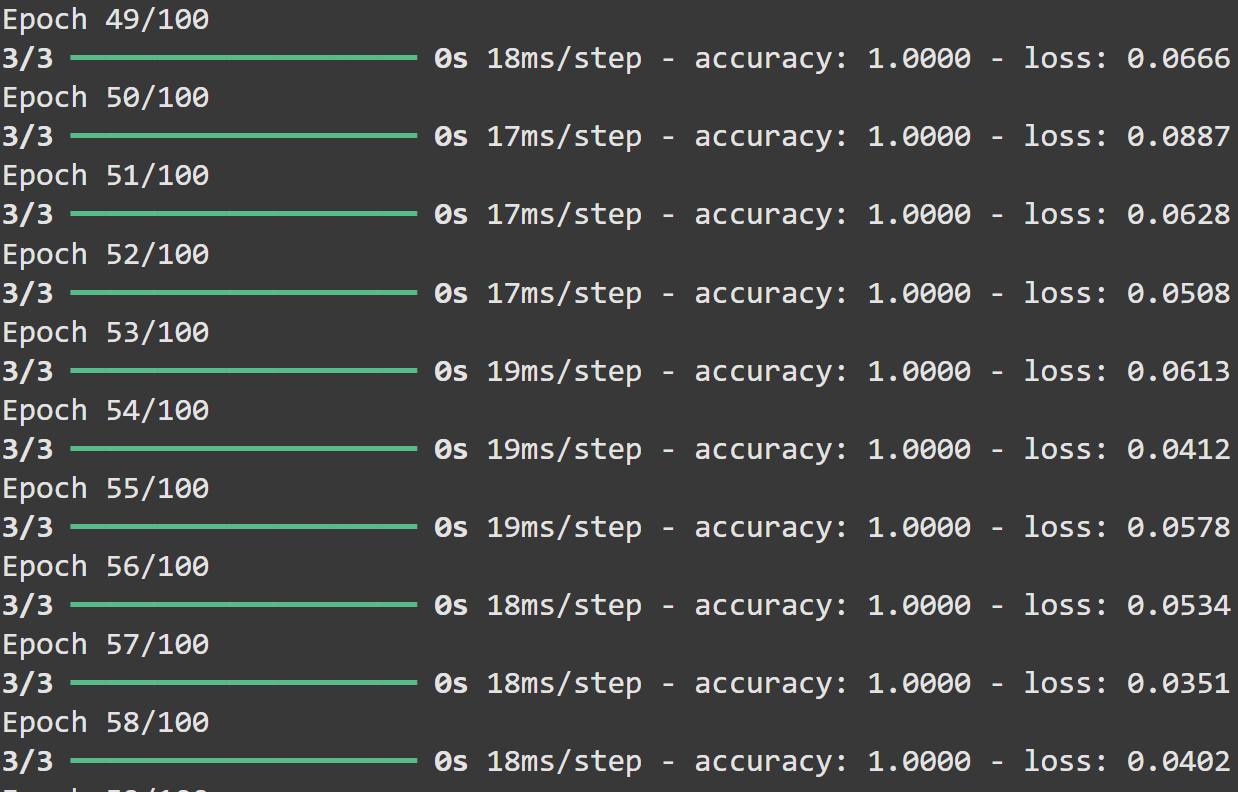 Epoch 49/100
3/3 ━━━━━━━━━━━━━━━━━━━━ 0s 18ms/step - accuracy: 1.0000 - loss: 0.0666
Epoch 50/100
3/3 ━━━━━━━━━━━━━━━━━━━━ 0s 17ms/step - accuracy: 1.0000 - loss: 0.0887
Epoch 51/100
3/3 ━━━━━━━━━━━━━━━━━━━━ 0s 17ms/step - accuracy: 1.0000 - loss: 0.0628
Epoch 52/100
3/3 ━━━━━━━━━━━━━━━━━━━━ 0s 17ms/step - accuracy: 1.0000 - loss: 0.0508
Epoch 53/100
3/3 ━━━━━━━━━━━━━━━━━━━━ 0s 19ms/step - accuracy: 1.0000 - loss: 0.0613
Epoch 54/100
3/3 ━━━━━━━━━━━━━━━━━━━━ 0s 19ms/step - accuracy: 1.0000 - loss: 0.0412
Epoch 55/100
3/3 ━━━━━━━━━━━━━━━━━━━━ 0s 19ms/step - accuracy: 1.0000 - loss: 0.0578
Epoch 56/100
3/3 ━━━━━━━━━━━━━━━━━━━━ 0s 18ms/step - accuracy: 1.0000 - loss: 0.0534
Epoch 57/100
3/3 ━━━━━━━━━━━━━━━━━━━━ 0s 18ms/step - accuracy: 1.0000 - loss: 0.0351
Epoch 58/100
3/3 ━━━━━━━━━━━━━━━━━━━━ 0s 18ms/step - accuracy: 1.0000 - loss: 0.0402